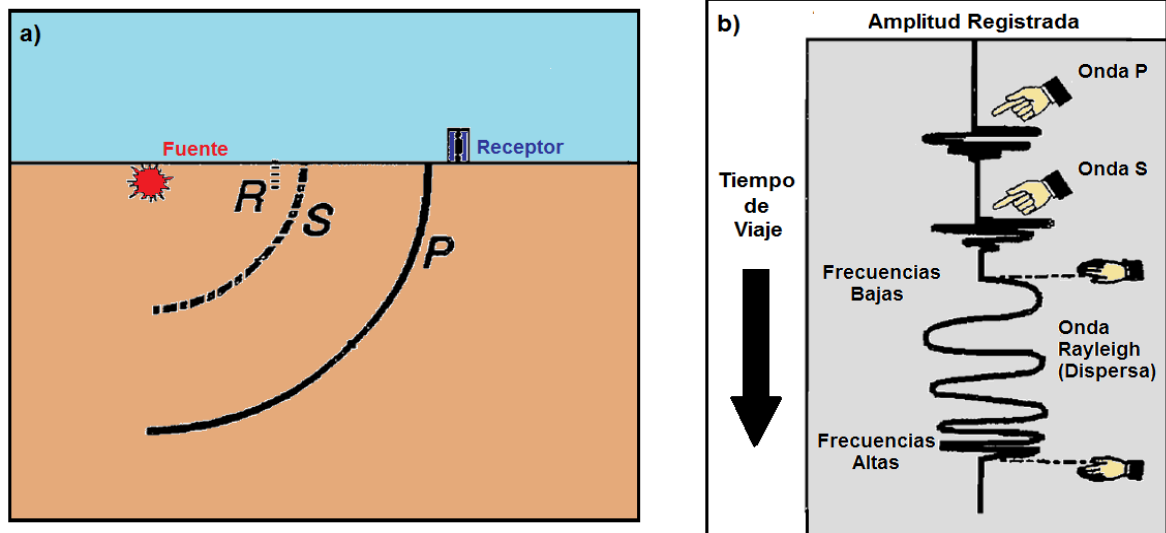 a)
Fuente
Receptor
R
S
P
b)
Amplitud Registrada
Onda P
Onda S
Tiempo
de
Viaje
Frecuencias
Bajas
Onda
Rayleigh
(Dispersa)
Frecuencias
Altas